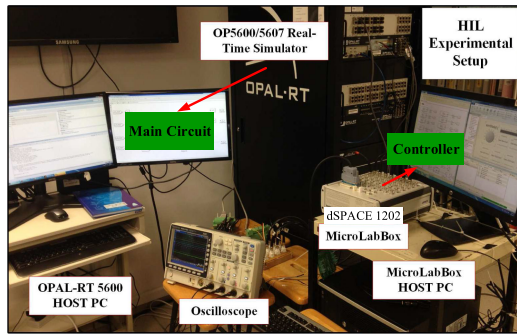 OP5600/5607 Real-
Time Simulator
HIL
Experimental
Setup
SAMSUNG
OPAL-RT
Main Circuit
Controller
dSPACE 1202
MicroLabBox
OPAL-RT 5600
HOST PC
Oscilloscope
MicroLabBox
HOST PC